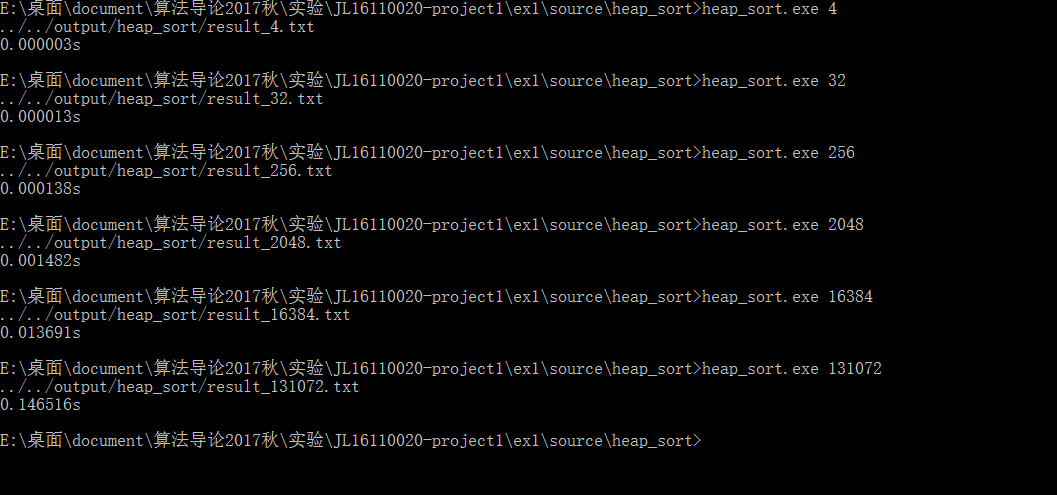 E:\桌面\document\算法导论2017秋\实验\JL16110020-project1\ex1\source\heap_sort>heap_sort.exe 4
../../output/heap_sort/result_4.txt
0.000003s
E:\桌面\document\算法导论2017秋\实验\JL16110020-project1\ex1\source\heap_sort>heap_sort.exe 32
../../output/heap_sort/result_32.txt
0.000013s
E:\桌面\document\算法导论2017秋\实验\JL16110020-project1\ex1\source\heap_sort>heap_sort.exe 256
../../output/heap_sort/result_256.txt
0.000138s
E:\桌面\document\算法导论2017秋\实验\JL16110020-project1\ex1\source\heap_sort>heap_sort.exe 2048
../../output/heap_sort/result_2048.txt
0.001482s
E:\桌面\document\算法导论2017秋\实验\JL16110020-project1\ex1\source\heap_sort>heap_sort.exe 16384
../../output/heap_sort/result_16384.txt
0.013691s
E:\桌面\document\算法导论2017秋\实验\JL16110020-project1\ex1\source\heap_sort>heap_sort.exe 131072
../../output/heap_sort/result_131072.txt
0.146516s
E:\桌面\document\算法导论2017秋\实验\JL16110020-project1\ex1\source\heap_sort>